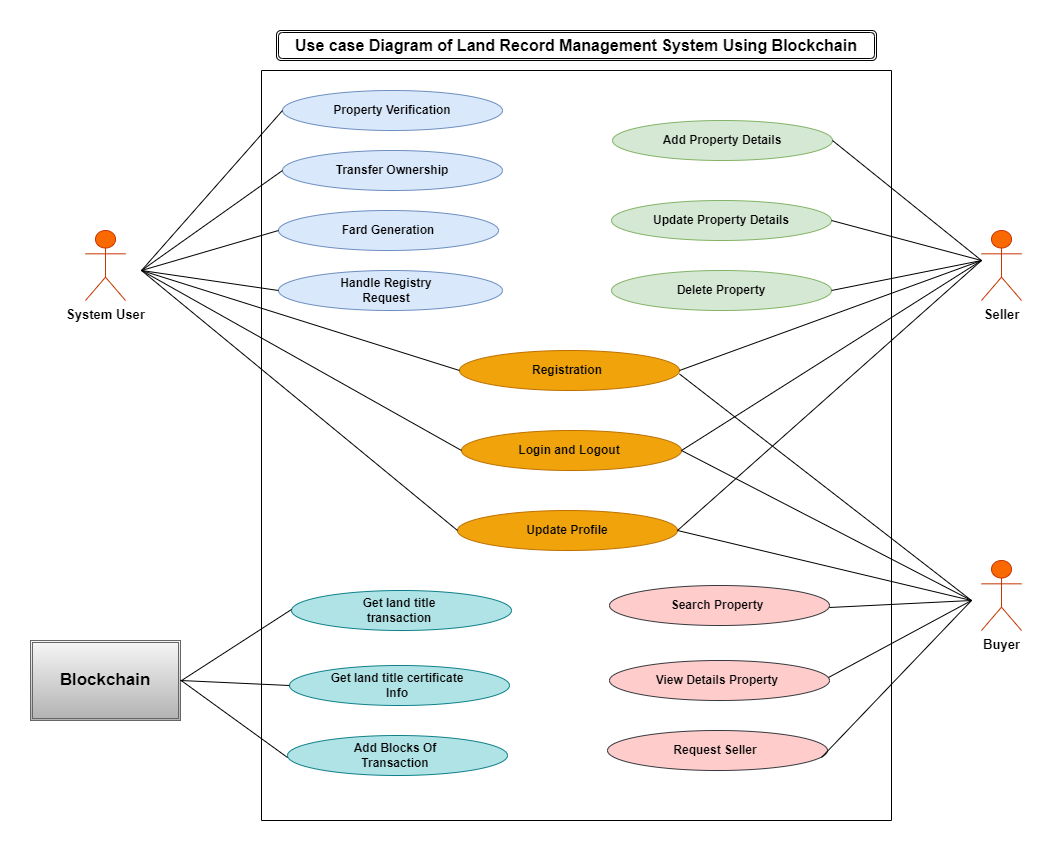 Use case Diagram of Land Record Management System Using Blockchain
Property Verification
Add Property Details
Transfer Ownership
Update Property Details
Fard Generation
Handle Registry
Request
Delete Property
System User
Seller
Registration
Login and Logout
Update Profile
Get land title
transaction
Search Property
Buyer
Blockchain
Get land title certificate
Info
View Details Property
Add Blocks Of
Transaction
Request Seller